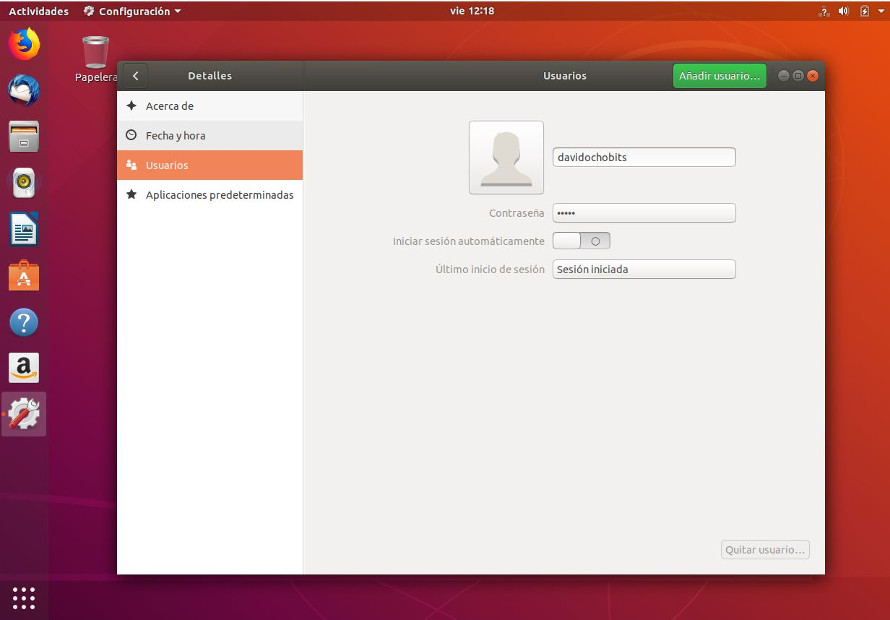 Actividades Configuración vie 12:18
Papelera
Detalles Usuarios Añadir usuario...
Acerca de
Fecha y hora
Usuarios
Aplicaciones predeterminadas
davidochobits
Contraseña •••••
Iniciar sesión automáticamente
Último inicio de sesión Sesión iniciada
Quitar usuario...